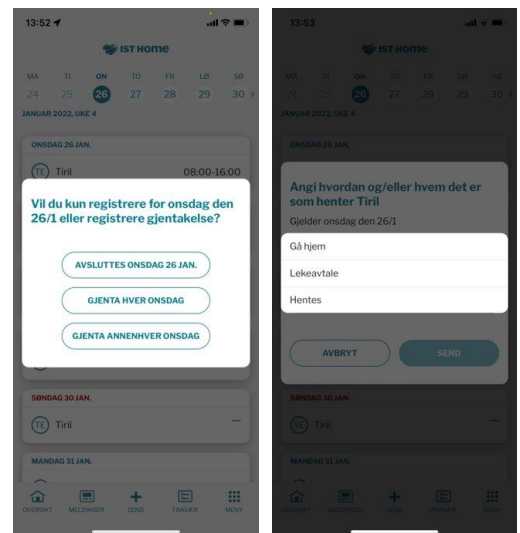 13:52
IST HOME
MA TI ON TO FR LØ SØ
24 25 26 27 28 29 30
JANUAR 2022, UKE 4
ONSDAG 26 JAN.
TE Tiril 08:00-16:00
Vil du kun registrere for onsdag den
26/1 eller registrere gjentakelse?
AVSLUTTES ONSDAG 26 JAN.
GJENTA HVER ONSDAG
GJENTA ANNENHVER ONSDAG
SØNDAG 30 JAN.
TE Tiril —
MANDAG 31 JAN.
OVERSIKT MELDINGER SEND FRAVÆR MENY
13:53
IST HOME
MA TI ON TO FR LØ SØ
24 25 26 27 28 29 30
JANUAR 2022, UKE 4
ONSDAG 26 JAN.
Angi hvordan og/eller hvem det er
som henter Tiril
Gjelder onsdag den 26/1
Gå hjem
Lekeavtale
Hentes
AVBRYT SEND
SØNDAG 30 JAN.
TE Tiril —
MANDAG 31 JAN.
OVERSIKT MELDINGER SEND FRAVÆR MENY